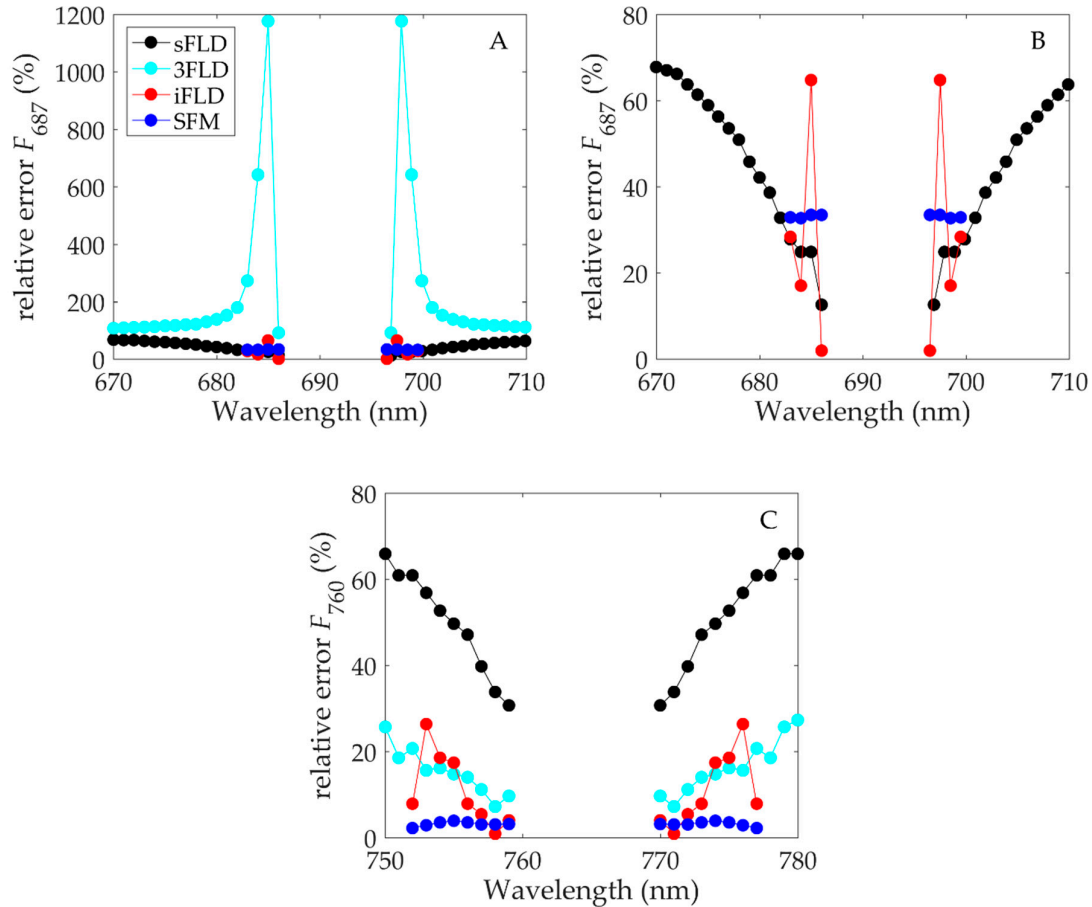 A
sFLD
3FLD
iFLD
SFM
relative error F687 (%)
1200
1000
800
600
400
200
0
670 680 690 700 710
Wavelength (nm)
B
relative error F687 (%)
80
60
40
20
0
670 680 690 700 710
Wavelength (nm)
C
relative error F760 (%)
80
60
40
20
0
750 760 770 780
Wavelength (nm)